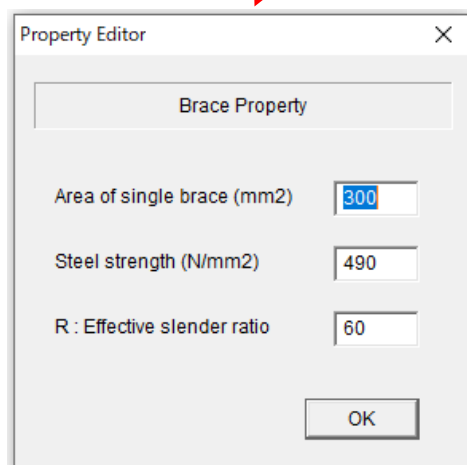 Property Editor
Brace Property
Area of single brace (mm2) 300
Steel strength (N/mm2) 490
R : Effective slender ratio 60
OK